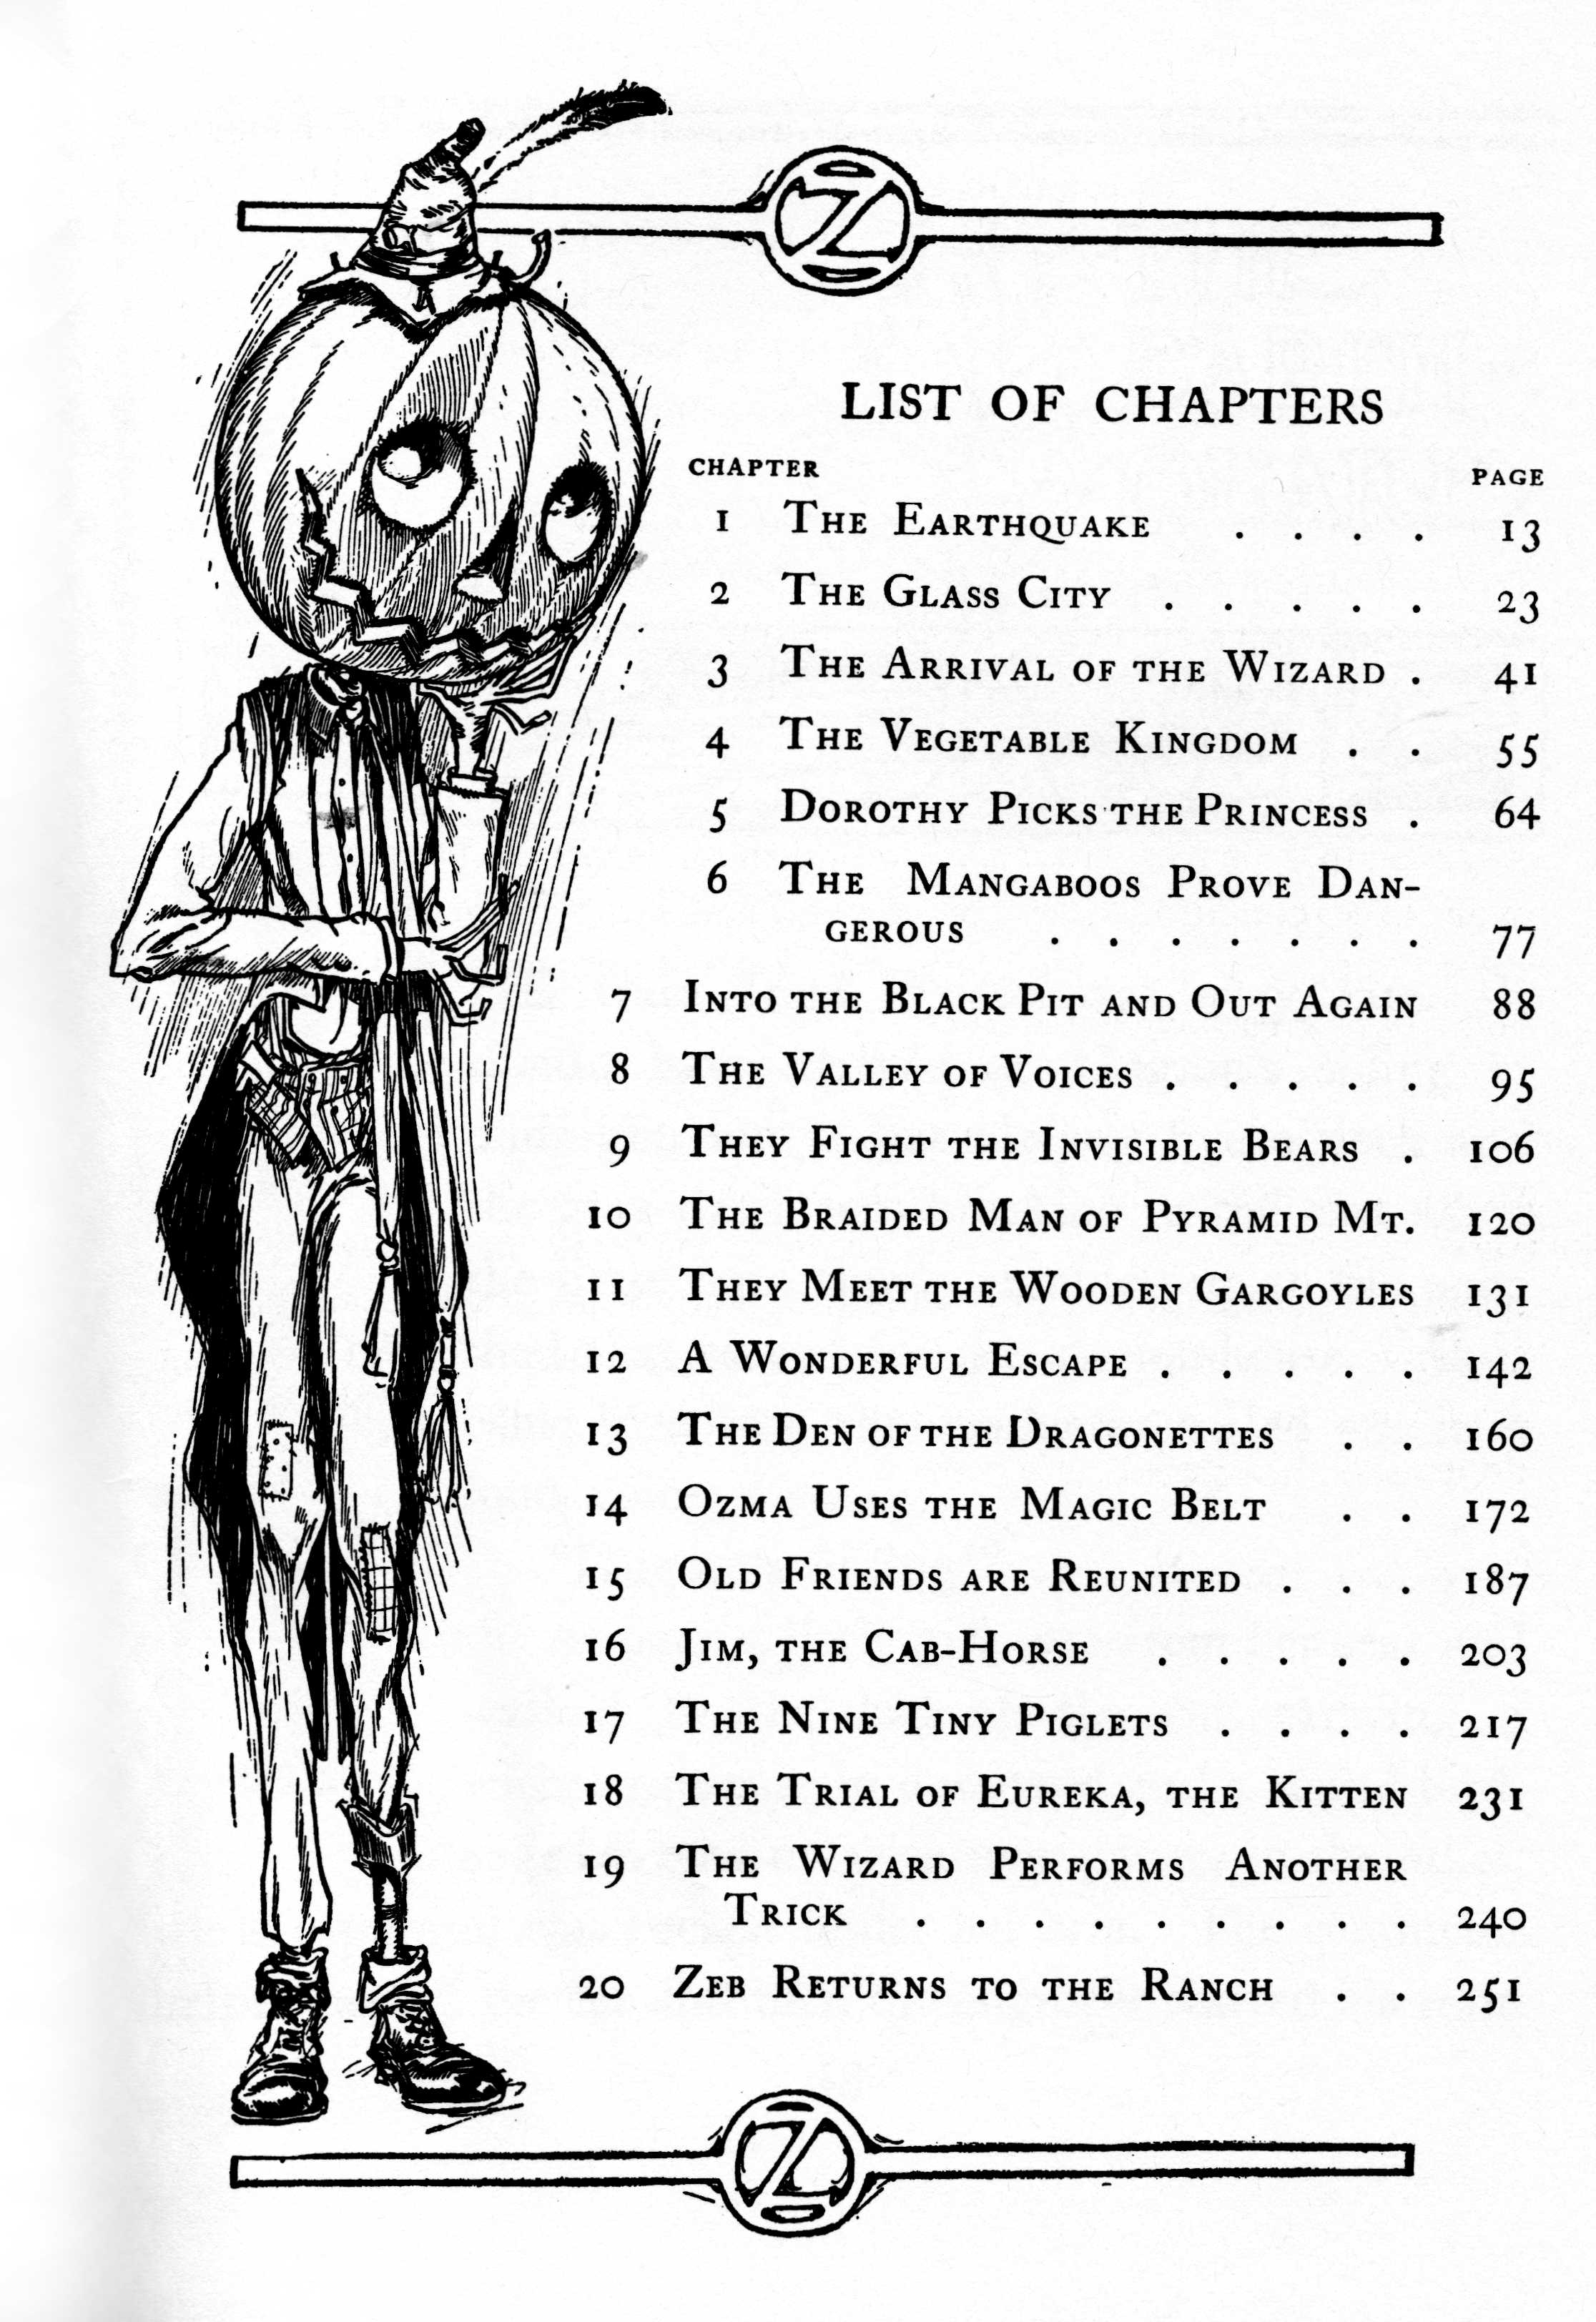 OZ
LIST OF CHAPTERS
CHAPTER PAGE
1 THE EARTHQUAKE . . . . 13
2 THE GLASS CITY . . . . . 23
3 THE ARRIVAL OF THE WIZARD . 41
4 THE VEGETABLE KINGDOM . . 55
5 DOROTHY PICKS THE PRINCESS . 64
6 THE MANGABOOS PROVE DAN-
GEROUS . . . . . . . 77
7 INTO THE BLACK PIT AND OUT AGAIN 88
8 THE VALLEY OF VOICES . . . . . 95
9 THEY FIGHT THE INVISIBLE BEARS . 106
10 THE BRAIDED MAN OF PYRAMID MT. 120
11 THEY MEET THE WOODEN GARGOYLES 131
12 A WONDERFUL ESCAPE . . . . . 142
13 THE DEN OF THE DRAGONETTES . . 160
14 OZMA USES THE MAGIC BELT . . 172
15 OLD FRIENDS ARE REUNITED . . . 187
16 JIM, THE CAB-HORSE . . . . . 203
17 THE NINE TINY PIGLETS . . . . 217
18 THE TRIAL OF EUREKA, THE KITTEN 231
19 THE WIZARD PERFORMS ANOTHER
TRICK . . . . . . . . . 240
20 ZEB RETURNS TO THE RANCH . . 251
OZ